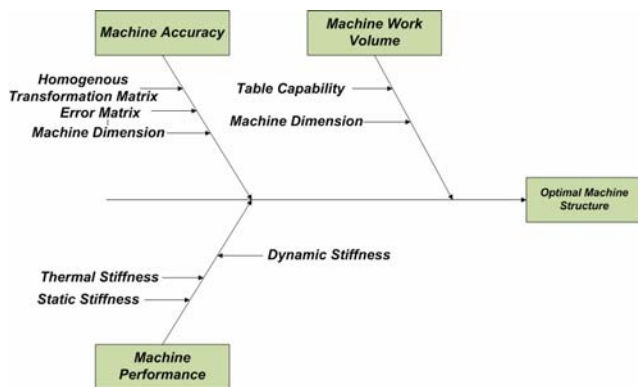 Machine Accuracy
Machine Work
Volume
Homogenous
Transformation Matrix
Error Matrix
Machine Dimension
Table Capability
Machine Dimension
Optimal Machine
Structure
Dynamic Stiffness
Thermal Stiffness
Static Stiffness
Machine
Performance